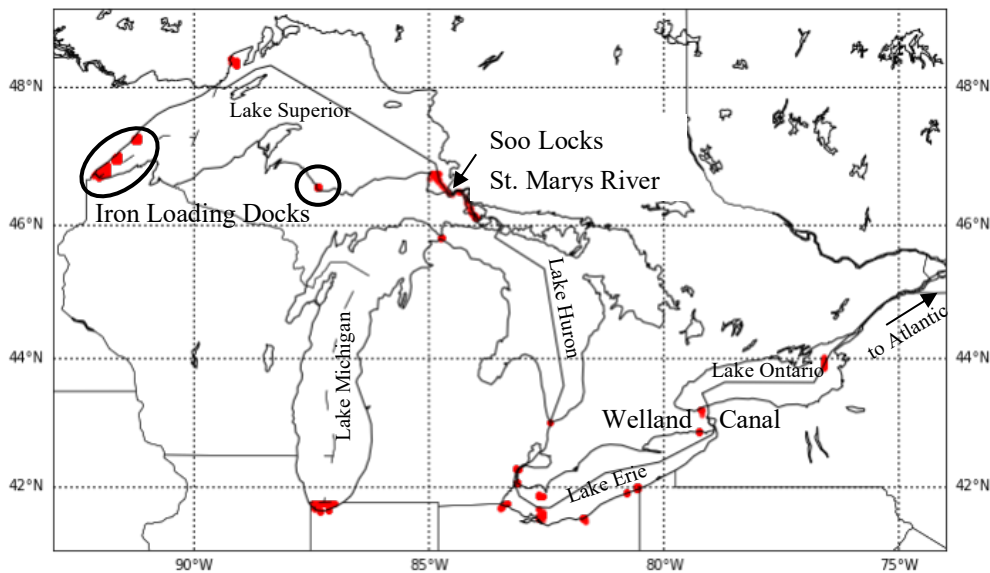 48°N
48°N
Lake Superior
Soo Locks
St. Marys River
Iron Loading Docks
46°N
46°N
Lake Huron
Lake Michigan
to Atlantic
44°N
44°N
Lake Ontario
Welland Canal
Lake Erie
42°N
42°N
90°W
85°W
80°W
75°W